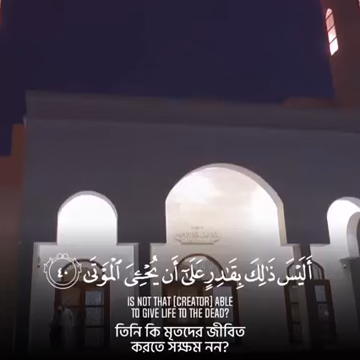 أَلَيْسَ ذَٰلِكَ بِقَٰدِرٍ عَلَىٰٓ أَن يُحْـِۧىَ ٱلْمَوْتَىٰ ٤٠
IS NOT THAT [CREATOR] ABLE
TO GIVE LIFE TO THE DEAD?
তিনি কি মৃতদের জীবিত
করতে সক্ষম নন?